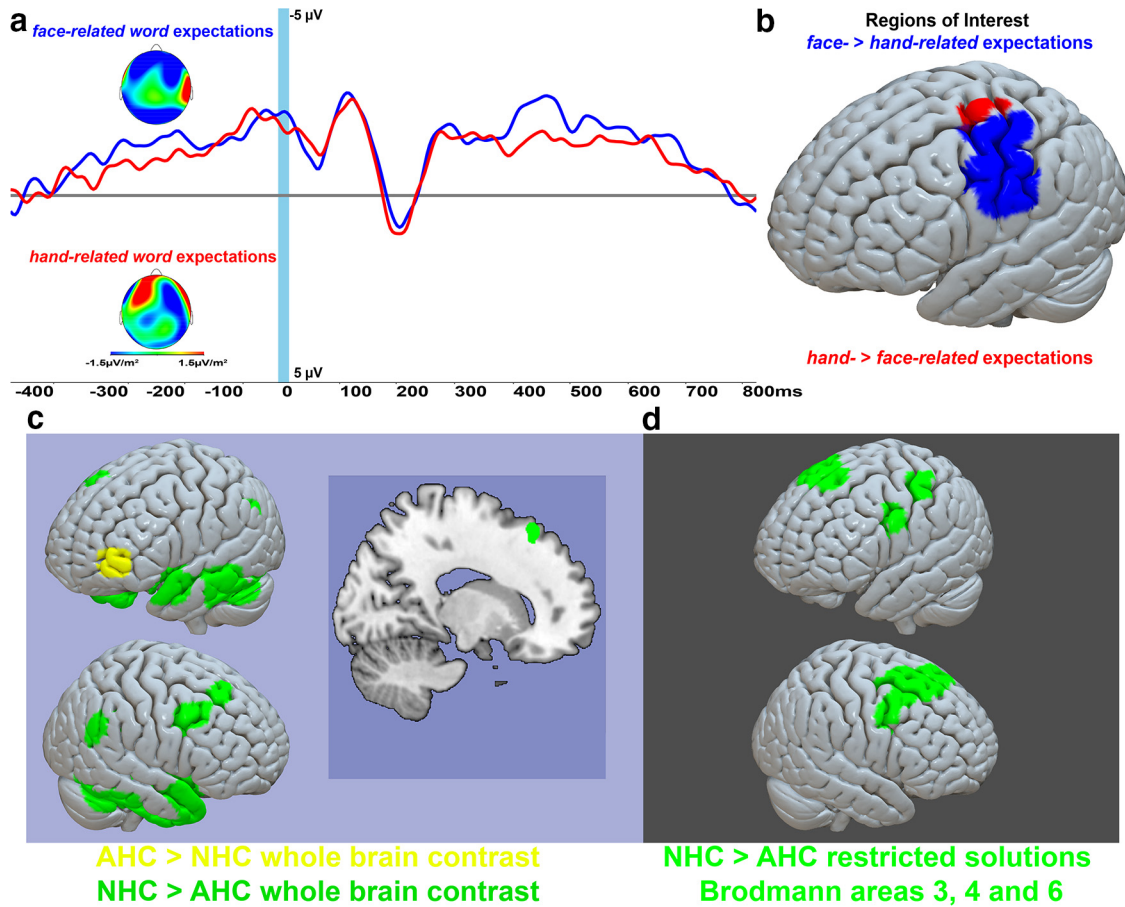 a
-5 µV
face-related word expectations
hand-related word expectations
-1.5µV/m² 1.5µV/m²
5 µV
-400 -300 -200 -100 0 100 200 300 400 500 600 700 800ms
b
Regions of Interest
face- > hand-related expectations
hand- > face-related expectations
c
AHC > NHC whole brain contrast
NHC > AHC whole brain contrast
d
NHC > AHC restricted solutions
Brodmann areas 3, 4 and 6